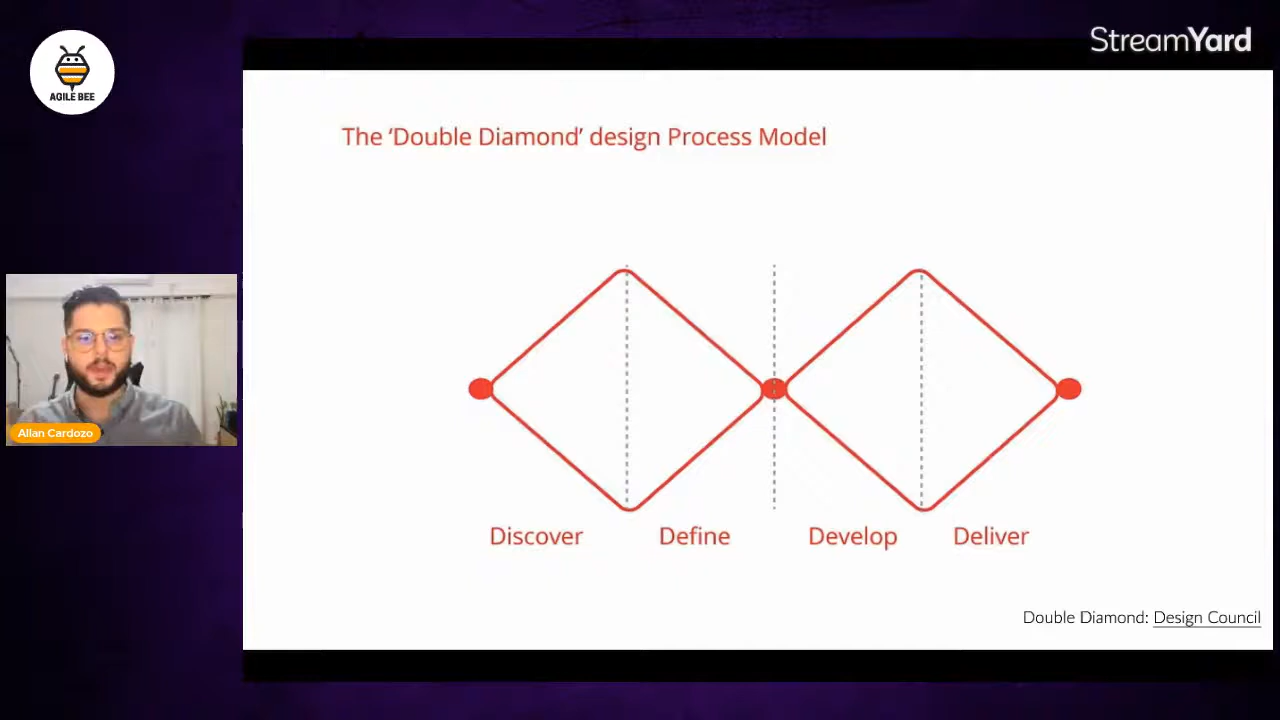 AGILE BEE
StreamYard
The ‘Double Diamond’ design Process Model
Discover
Define
Develop
Deliver
Allan Cardozo
Double Diamond: Design Council